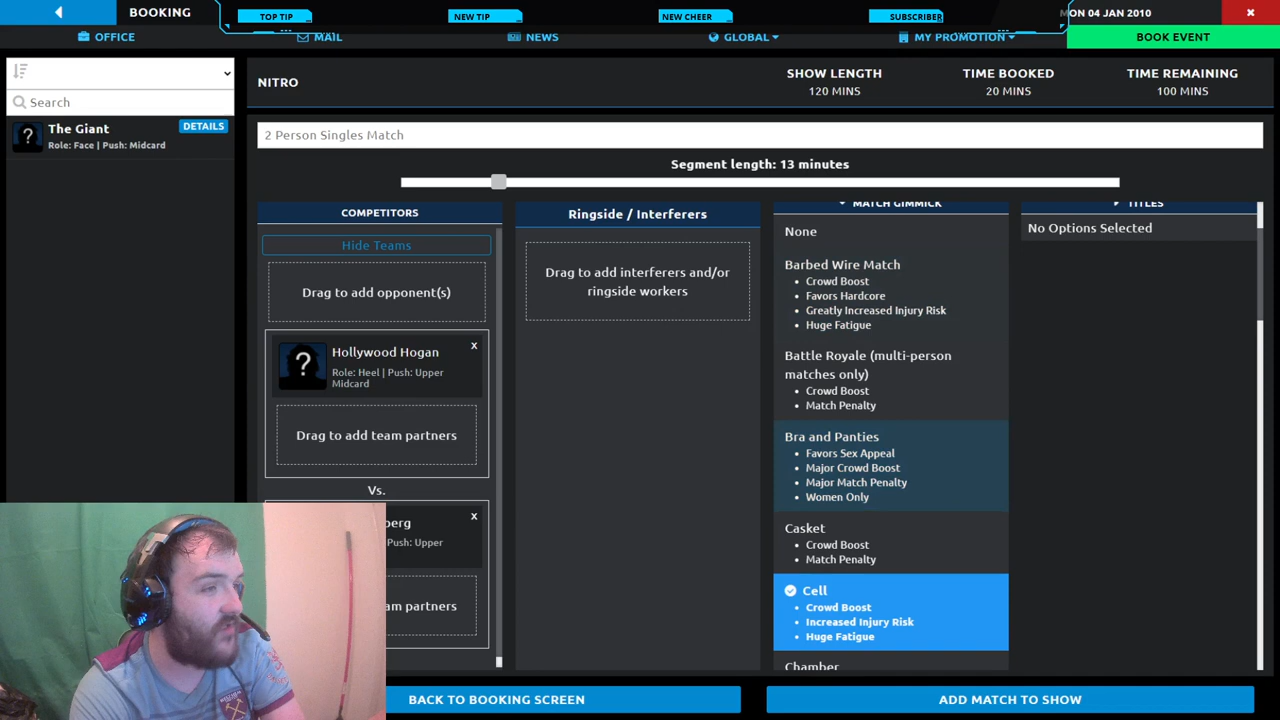 BOOKING
TOP TIP
NEW TIP
NEW CHEER
SUBSCRIBER
MON 04 JAN 2010
OFFICE
MAIL
NEWS
GLOBAL
MY PROMOTION
BOOK EVENT
Search
The Giant
DETAILS
Role: Face | Push: Midcard
NITRO
SHOW LENGTH
120 MINS
TIME BOOKED
20 MINS
TIME REMAINING
100 MINS
2 Person Singles Match
Segment length: 13 minutes
COMPETITORS
Hide Teams
Drag to add opponent(s)
Hollywood Hogan
x
Role: Heel | Push: Upper
Midcard
Drag to add team partners
Vs.
berg
x
Push: Upper
am partners
Ringside / Interferers
Drag to add interferers and/or
ringside workers
MATCH GIMMICK
None
Barbed Wire Match
• Crowd Boost
• Favors Hardcore
• Greatly Increased Injury Risk
• Huge Fatigue
Battle Royale (multi-person
matches only)
• Crowd Boost
• Match Penalty
Bra and Panties
• Favors Sex Appeal
• Major Crowd Boost
• Major Match Penalty
• Women Only
Casket
• Crowd Boost
• Match Penalty
Cell
• Crowd Boost
• Increased Injury Risk
• Huge Fatigue
Chamber
TITLES
No Options Selected
BACK TO BOOKING SCREEN
ADD MATCH TO SHOW